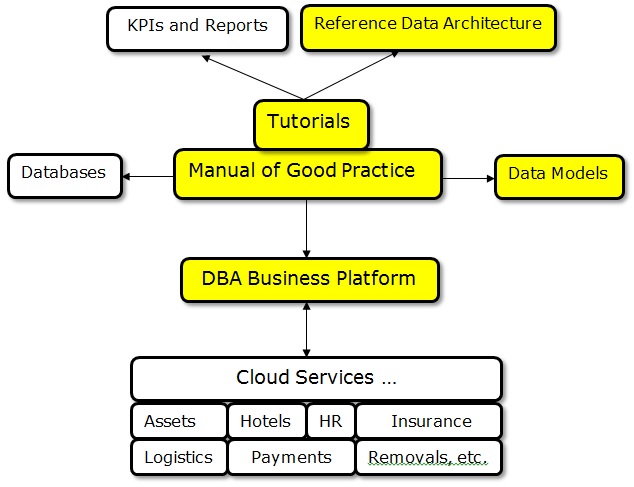 KPIs and Reports
Reference Data Architecture
Tutorials
Manual of Good Practice
Databases
Data Models
DBA Business Platform
Cloud Services ...
Assets
Hotels
HR
Insurance
Logistics
Payments
Removals, etc.